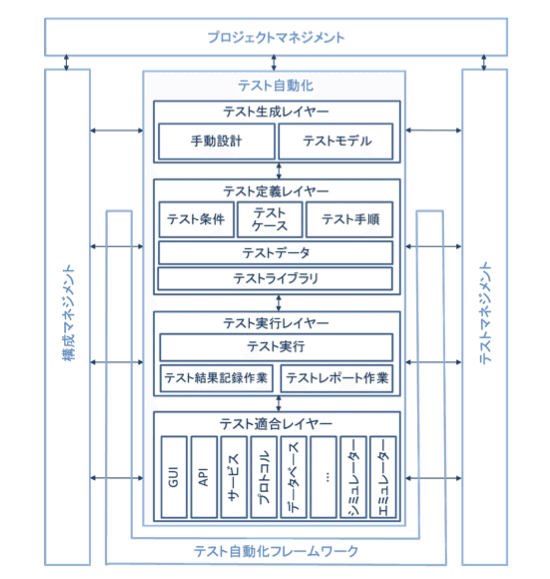 プロジェクトマネジメント
構成マネジメント
テスト自動化
テスト生成レイヤー
手動設計
テストモデル
テスト定義レイヤー
テスト条件
テスト
ケース
テスト手順
テストデータ
テストライブラリ
テスト実行レイヤー
テスト実行
テスト結果記録作業
テストレポート作業
テスト適合レイヤー
GUI
API
サービス
プロトコル
データベース
…
シミュレーター
エミュレーター
テストマネジメント
テスト自動化フレームワーク